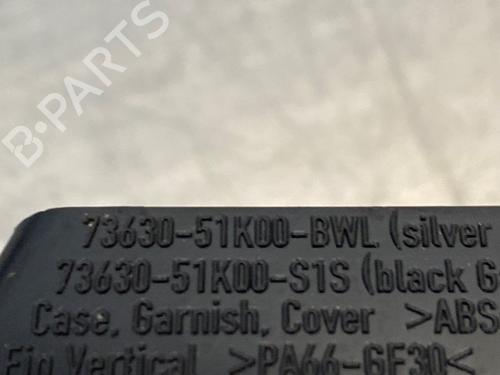 B-PARTS
73630-51K00-BWL (silver
73630-51K00-S1S (black G
Case, Garnish, Cover >ABS
Fin Vertical >PA66-GF30<